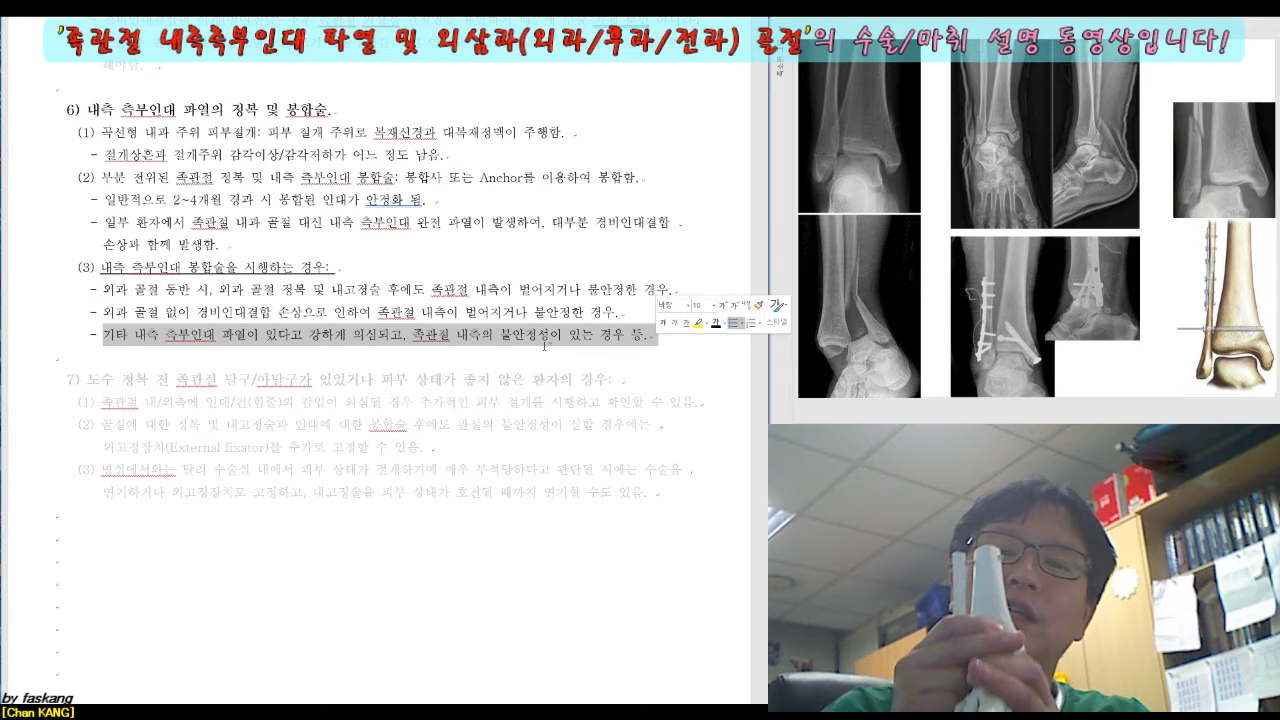 '족관절 내측측부인대 파열 및 외삼과(외과/후과/전과) 골절'의 수술/마취 설명 동영상입니다!
해야함.
6) 내측 측부인대 파열의 정복 및 봉합술.
(1) 곡선형 내과 주위 피부절개: 피부 절개 주위로 복재신경과 대복재정맥이 주행함.
- 절개상흔과 절개주위 감각이상/감각저하가 어느 정도 남음.
(2) 부분 전위된 족관절 정복 및 내측 측부인대 봉합술: 봉합사 또는 Anchor를 이용하여 봉합함.
- 일반적으로 2~4개월 경과 시 봉합된 인대가 안정화 됨.
- 일부 환자에서 족관절 내과 골절 대신 내측 측부인대 완전 파열이 발생하여, 대부분 경비인대결합
손상과 함께 발생함.
(3) 내측 측부인대 봉합술을 시행하는 경우:
- 외과 골절 동반 시, 외과 골절 정복 및 내고정술 후에도 족관절 내측이 벌어지거나 불안정한 경우.
- 외과 골절 없이 경비인대결합 손상으로 인하여 족관절 내측이 벌어지거나 불안정한 경우.
- 기타 내측 측부인대 파열이 있다고 강하게 의심되고, 족관절 내측의 불안정성이 있는 경우 등.
바탕 10
스타일
7) 도수 정복 전 족관절 탈구/아탈구가 있었거나 피부 상태가 좋지 않은 환자의 경우:
(1) 족관절 내/외측에 인대/건(힘줄)의 감입이 의심될 경우 추가적인 피부 절개를 시행하고 확인할 수 있음.
(2) 골절에 대한 정복 및 내고정술과 인대에 대한 봉합술 후에도 관절의 불안정성이 심할 경우에는
외고정장치(External fixator)를 추가로 고정할 수 있음.
(3) 병실에서와는 달리 수술실 내에서 피부 상태가 전개하기에 매우 부적당하다고 판단될 시에는 수술을
연기하거나 외고정장치로 고정하고, 내고정술을 피부 상태가 호전될 때까지 연기할 수도 있음.
by faskang
[Chan KANG]